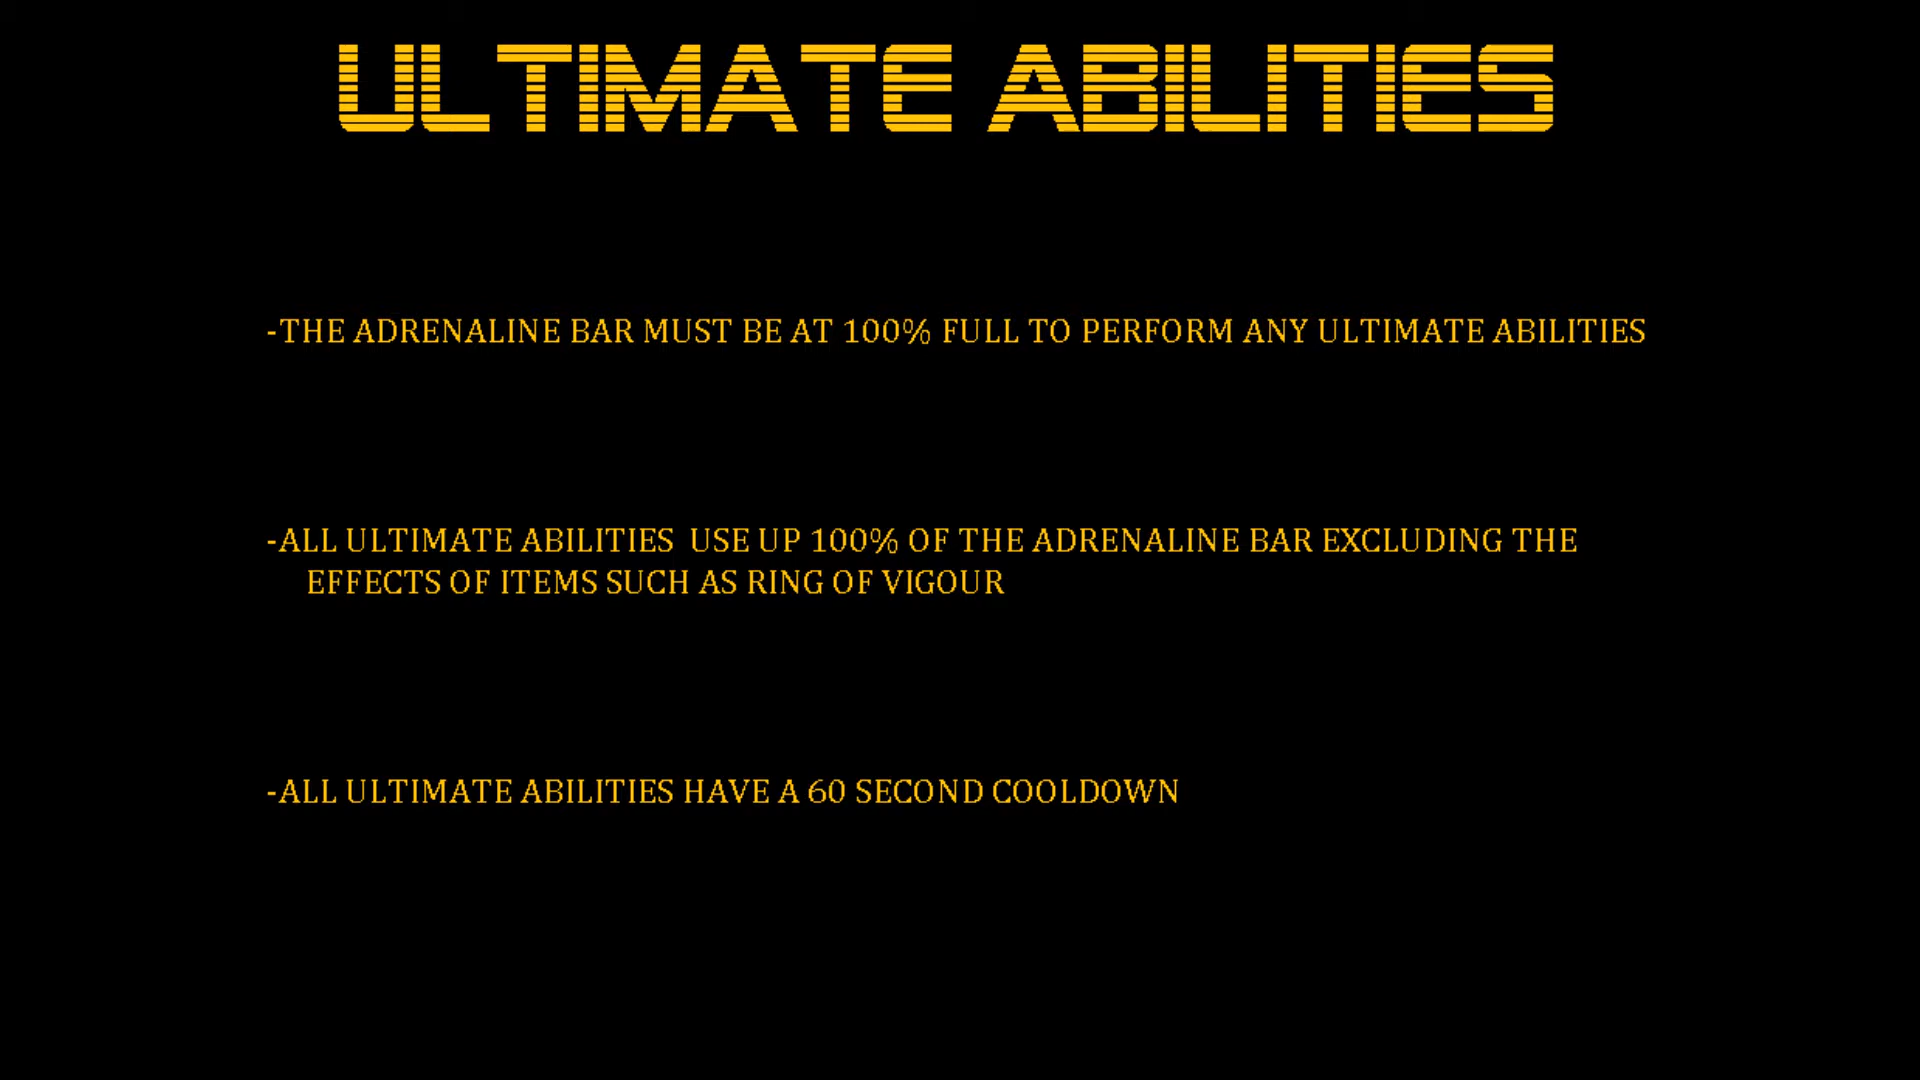 ULTIMATE ABILITIES
-THE ADRENALINE BAR MUST BE AT 100% FULL TO PERFORM ANY ULTIMATE ABILITIES
-ALL ULTIMATE ABILITIES  USE UP 100% OF THE ADRENALINE BAR EXCLUDING THE
EFFECTS OF ITEMS SUCH AS RING OF VIGOUR
-ALL ULTIMATE ABILITIES HAVE A 60 SECOND COOLDOWN